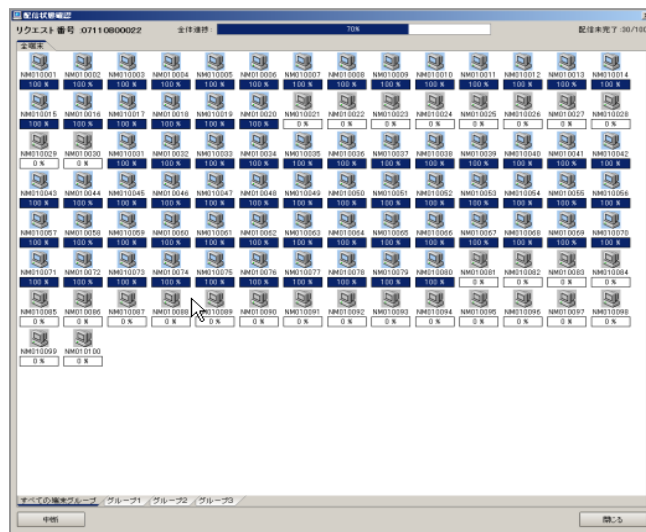 配信状態確認
リクエスト番号 :07110800022 全体進捗: 70% 配信未完了 :30/100
全端末
NM010001 NM010002 NM010003 NM010004 NM010005 NM010006 NM010007 NM010008 NM010009 NM010010 NM010011 NM010012 NM010013 NM010014
100 % 100 % 100 % 100 % 100 % 100 % 100 % 100 % 100 % 100 % 100 % 100 % 100 % 100 %
NM010015 NM010016 NM010017 NM010018 NM010019 NM010020 NM010021 NM010022 NM010023 NM010024 NM010025 NM010026 NM010027 NM010028
100 % 100 % 100 % 100 % 100 % 100 % 0 % 0 % 0 % 0 % 0 % 0 % 0 % 0 %
NM010029 NM010030 NM010031 NM010032 NM010033 NM010034 NM010035 NM010036 NM010037 NM010038 NM010039 NM010040 NM010041 NM010042
0 % 0 % 100 % 100 % 100 % 100 % 100 % 100 % 100 % 100 % 100 % 100 % 100 % 100 %
NM010043 NM010044 NM010045 NM010046 NM010047 NM010048 NM010049 NM010050 NM010051 NM010052 NM010053 NM010054 NM010055 NM010056
100 % 100 % 100 % 100 % 100 % 100 % 100 % 100 % 100 % 100 % 100 % 100 % 100 % 100 %
NM010057 NM010058 NM010059 NM010060 NM010061 NM010062 NM010063 NM010064 NM010065 NM010066 NM010067 NM010068 NM010069 NM010070
100 % 100 % 100 % 100 % 100 % 100 % 100 % 100 % 100 % 100 % 100 % 100 % 100 % 100 %
NM010071 NM010072 NM010073 NM010074 NM010075 NM010076 NM010077 NM010078 NM010079 NM010080 NM010081 NM010082 NM010083 NM010084
100 % 100 % 100 % 100 % 100 % 100 % 100 % 100 % 100 % 100 % 0 % 0 % 0 % 0 %
NM010085 NM010086 NM010087 NM010088 NM010089 NM010090 NM010091 NM010092 NM010093 NM010094 NM010095 NM010096 NM010097 NM010098
0 % 0 % 0 % 0 % 0 % 0 % 0 % 0 % 0 % 0 % 0 % 0 % 0 % 0 %
NM010099 NM010100
0 % 0 %
すべての端末グループ グループ1 グループ2 グループ3
中断 閉じる